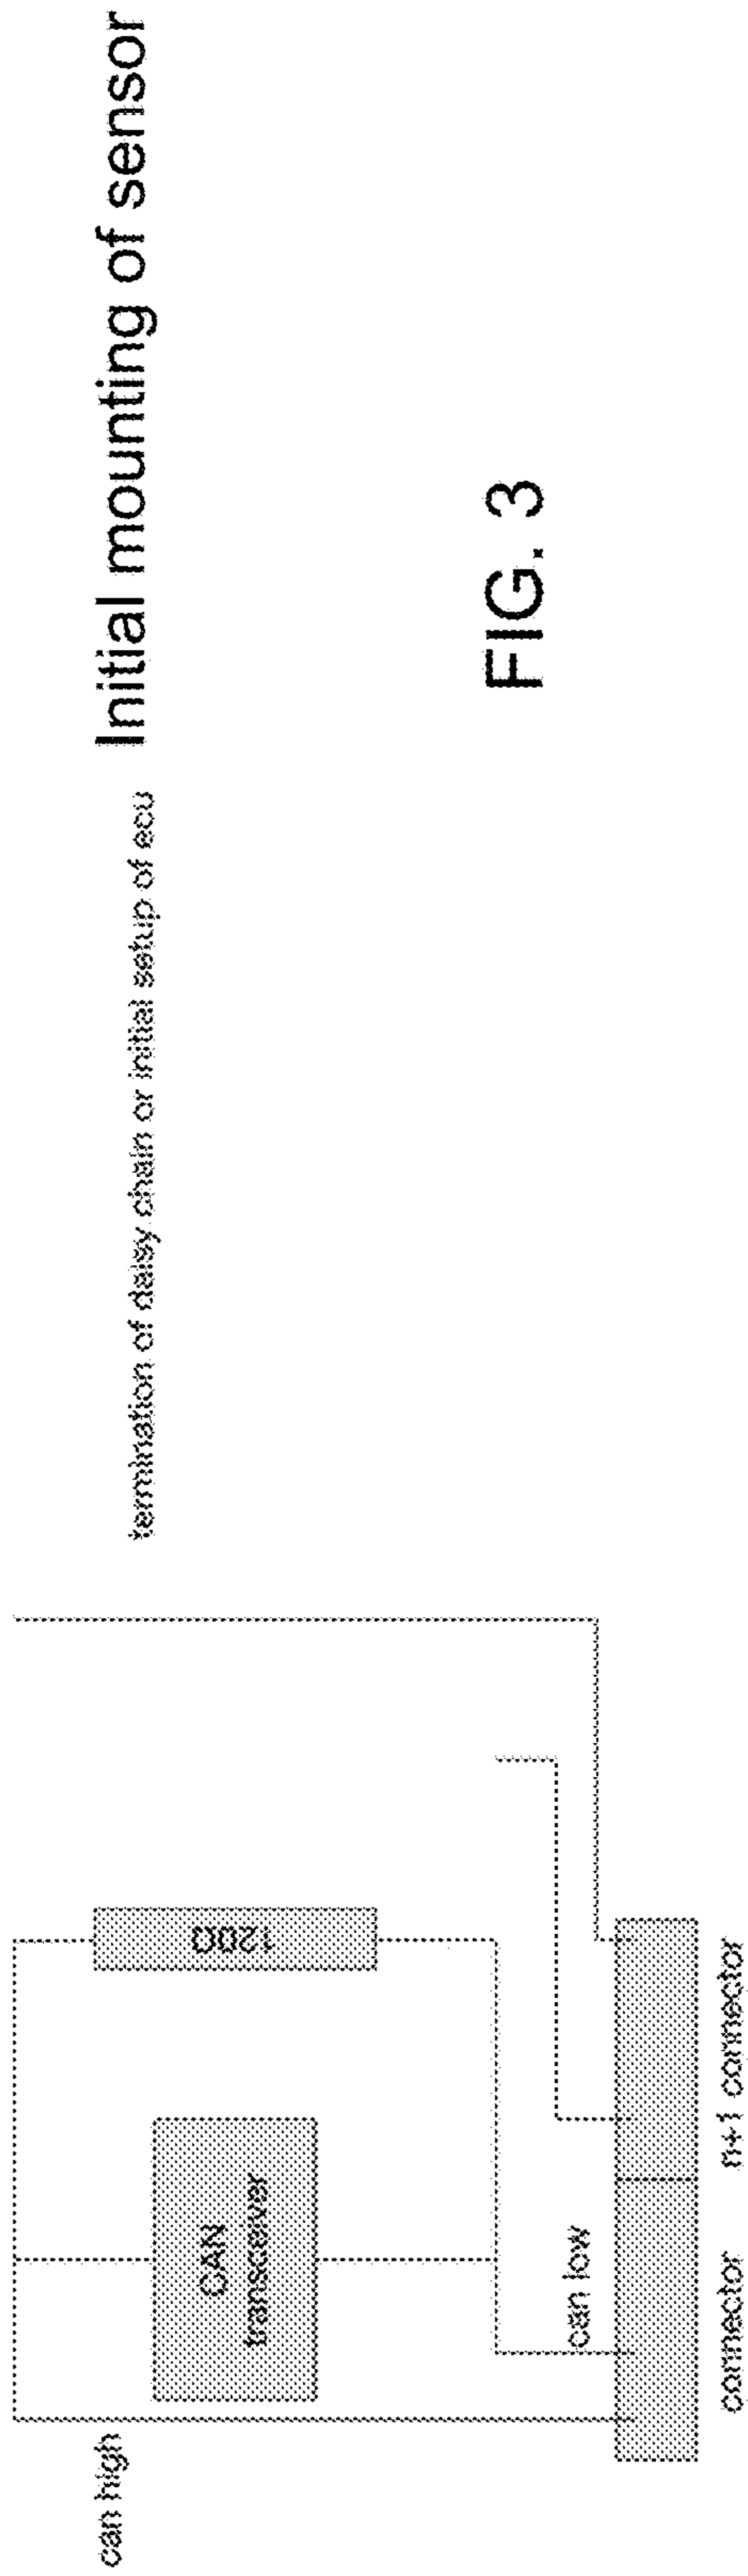 Initial mounting of sensor
termination of daisy chain or initial setup of ecu
FIG. 3
can high
CAN
transceiver
120Ω
can low
connector
n+1 connector